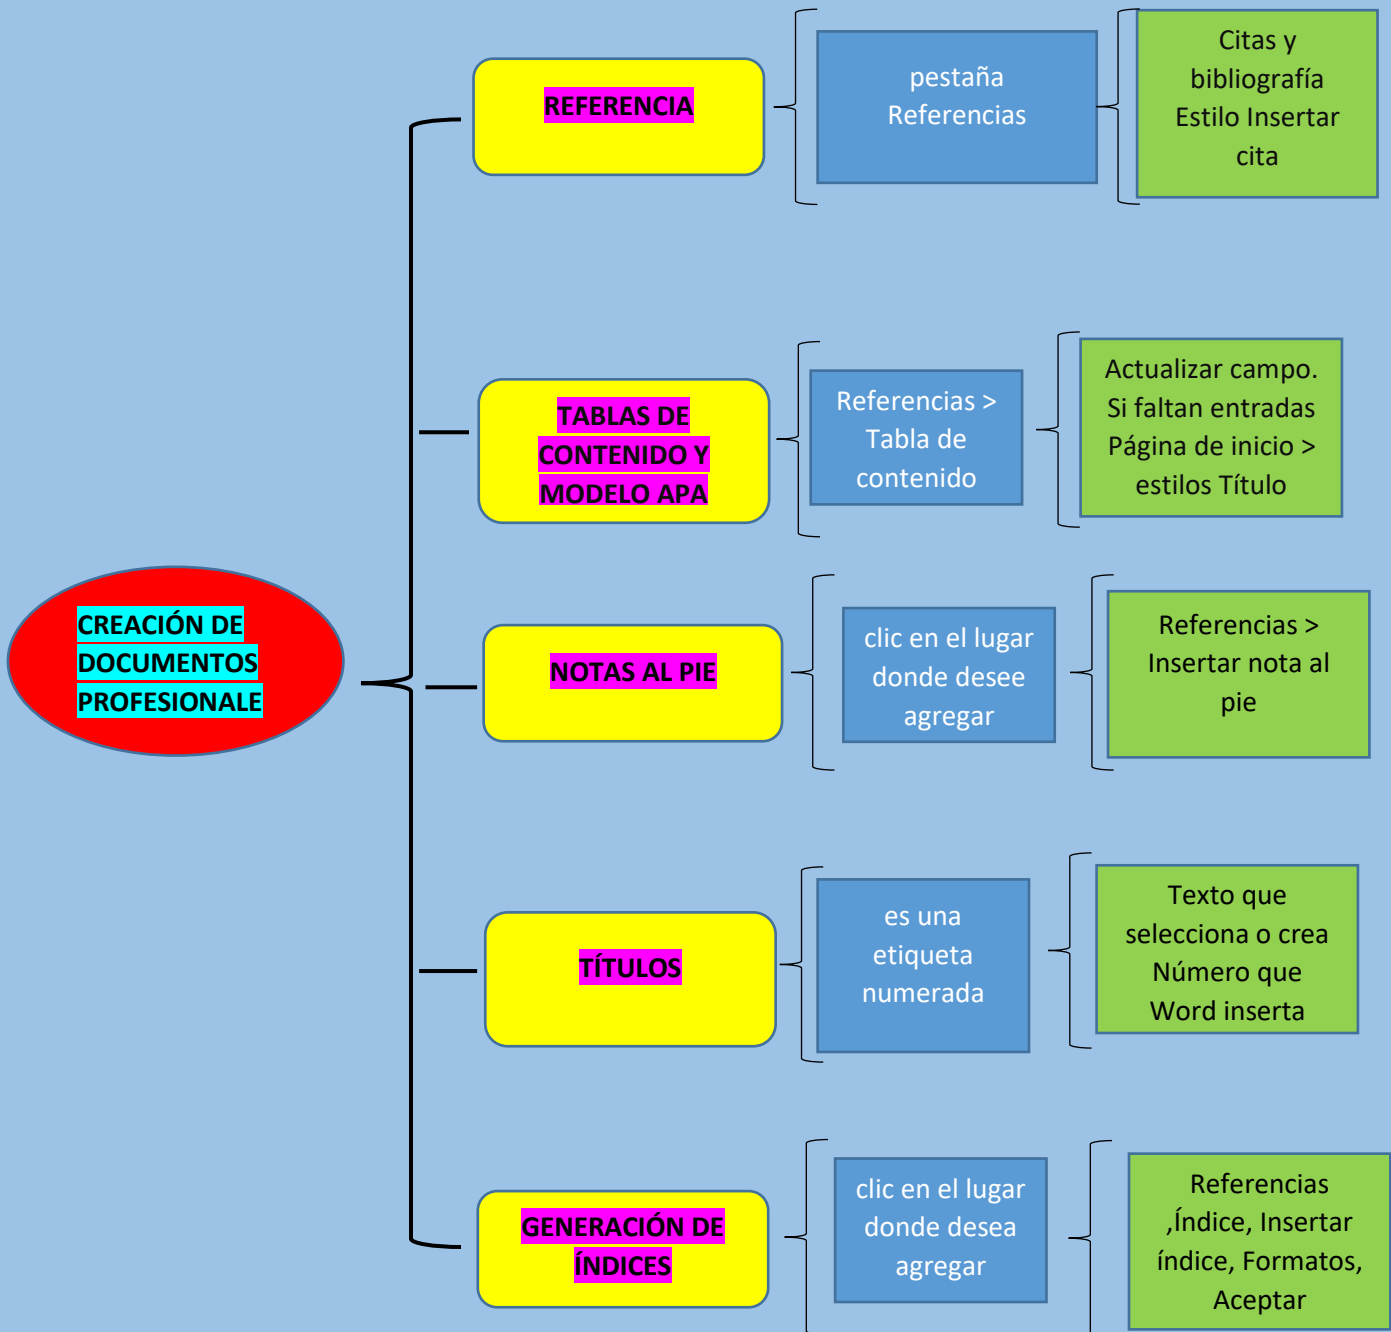 CREACIÓN DE
DOCUMENTOS
PROFESIONALE
REFERENCIA
pestaña
Referencias
Citas y
bibliografía
Estilo Insertar
cita
TABLAS DE
CONTENIDO Y
MODELO APA
Referencias >
Tabla de
contenido
Actualizar campo.
Si faltan entradas
Página de inicio >
estilos Título
NOTAS AL PIE
clic en el lugar
donde desee
agregar
Referencias >
Insertar nota al
pie
TÍTULOS
es una
etiqueta
numerada
Texto que
selecciona o crea
Número que
Word inserta
GENERACIÓN DE
ÍNDICES
clic en el lugar
donde desea
agregar
Referencias
,Índice, Insertar
índice, Formatos,
Aceptar